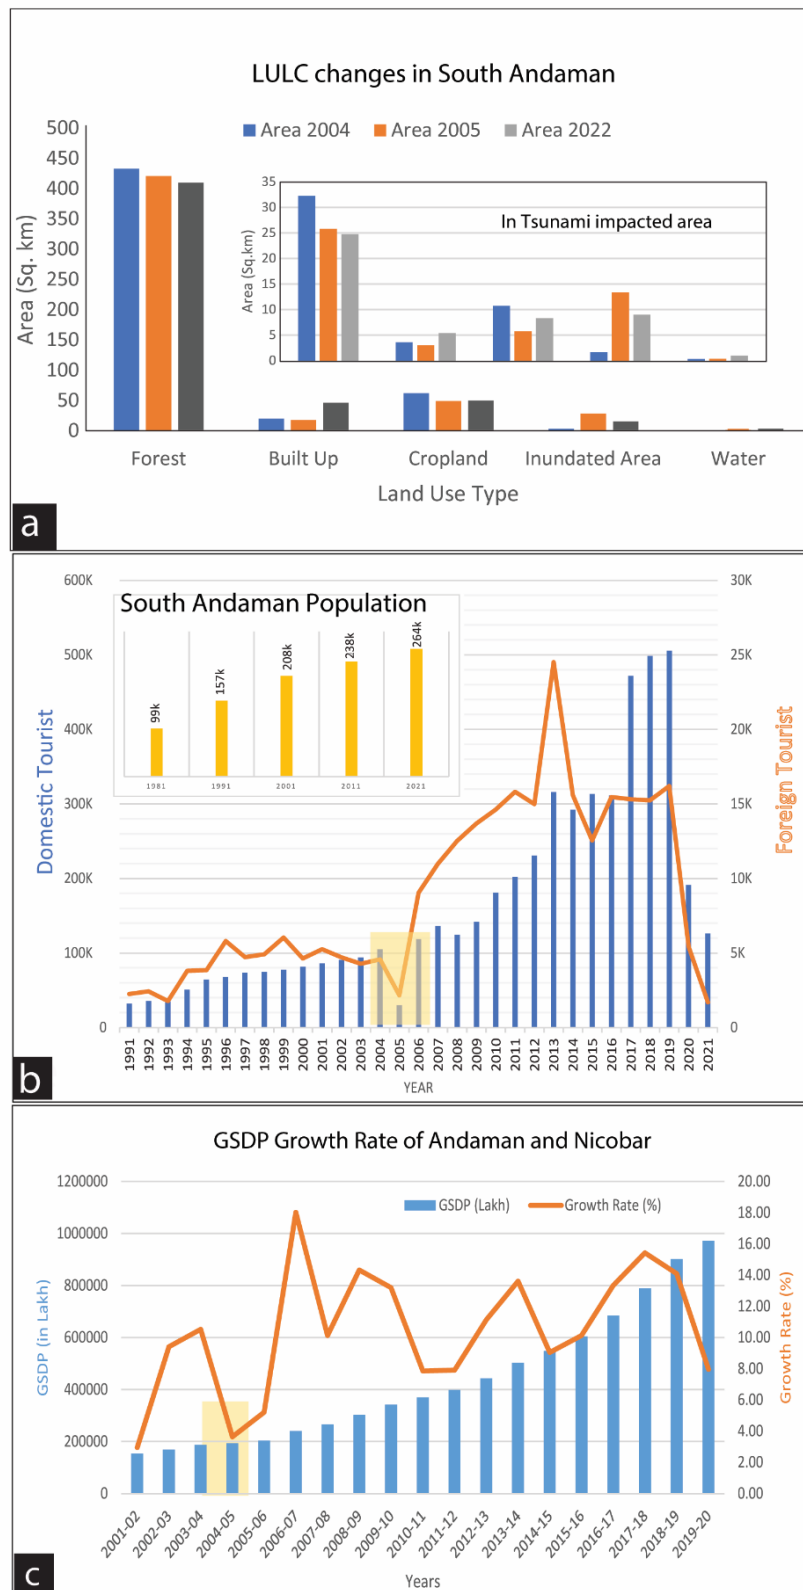 LULC changes in South Andaman
Area 2004 Area 2005 Area 2022
500
450
400
350
300
250
200
150
100
50
0
Area (Sq. km)
35
30
25
20
15
10
5
0
Area (Sq.km)
In Tsunami impacted area
Forest Built Up Cropland Inundated Area Water
Land Use Type
a
600K
500K
400K
300K
200K
100K
0
Domestic Tourist
South Andaman Population
99k 157k 208k 238k 264k
1981 1991 2001 2011 2021
30K
25K
20K
15K
10K
5K
0
Foreign Tourist
1991 1992 1993 1994 1995 1996 1997 1998 1999 2000 2001 2002 2003 2004 2005 2006 2007 2008 2009 2010 2011 2012 2013 2014 2015 2016 2017 2018 2019 2020 2021
YEAR
b
GSDP Growth Rate of Andaman and Nicobar
GSDP (Lakh) Growth Rate (%)
1200000
1000000
800000
600000
400000
200000
0
GSDP (in Lakh)
20.00
18.00
16.00
14.00
12.00
10.00
8.00
6.00
4.00
2.00
0.00
Growth Rate (%)
2001-02 2002-03 2003-04 2004-05 2005-06 2006-07 2007-08 2008-09 2009-10 2010-11 2011-12 2012-13 2013-14 2014-15 2015-16 2016-17 2017-18 2018-19 2019-20
Years
c